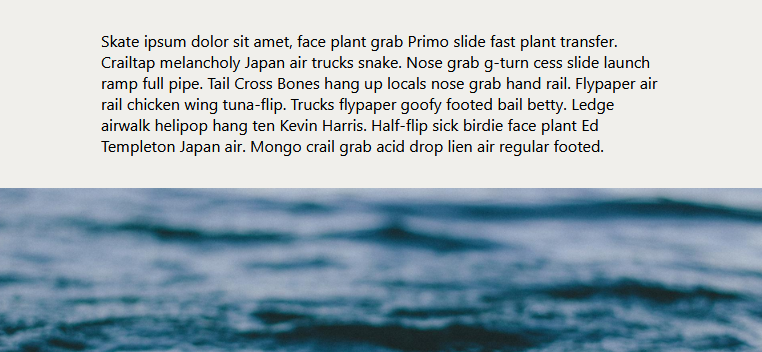 Skate ipsum dolor sit amet, face plant grab Primo slide fast plant transfer.
Crailtap melancholy Japan air trucks snake. Nose grab g-turn cess slide launch
ramp full pipe. Tail Cross Bones hang up locals nose grab hand rail. Flypaper air
rail chicken wing tuna-flip. Trucks flypaper goofy footed bail betty. Ledge
airwalk helipop hang ten Kevin Harris. Half-flip sick birdie face plant Ed
Templeton Japan air. Mongo crail grab acid drop lien air regular footed.